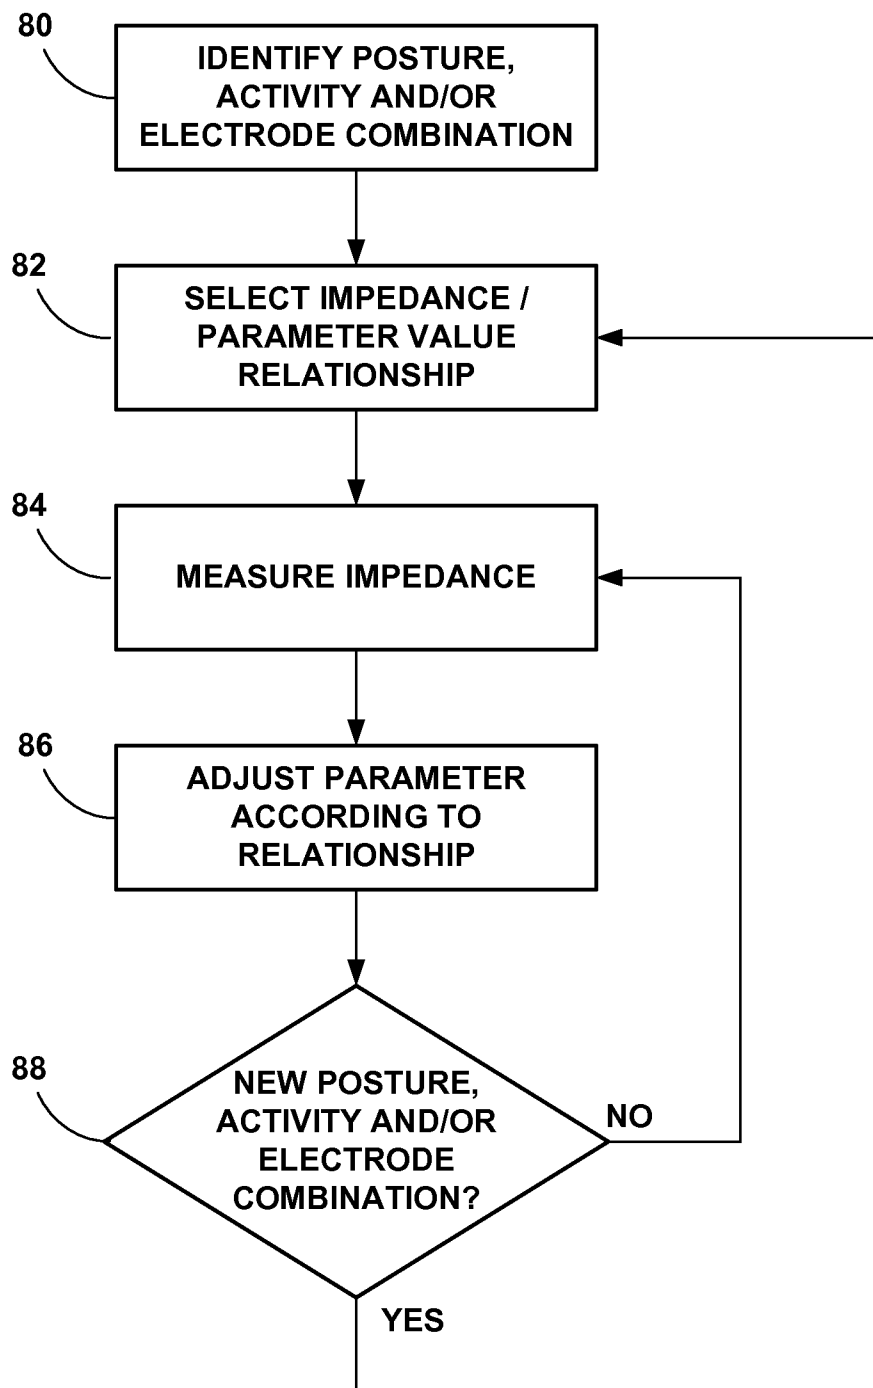 80
IDENTIFY POSTURE,
ACTIVITY AND/OR
ELECTRODE COMBINATION
82
SELECT IMPEDANCE /
PARAMETER VALUE
RELATIONSHIP
84
MEASURE IMPEDANCE
86
ADJUST PARAMETER
ACCORDING TO
RELATIONSHIP
88
NEW POSTURE,
ACTIVITY AND/OR
ELECTRODE
COMBINATION?
NO
YES